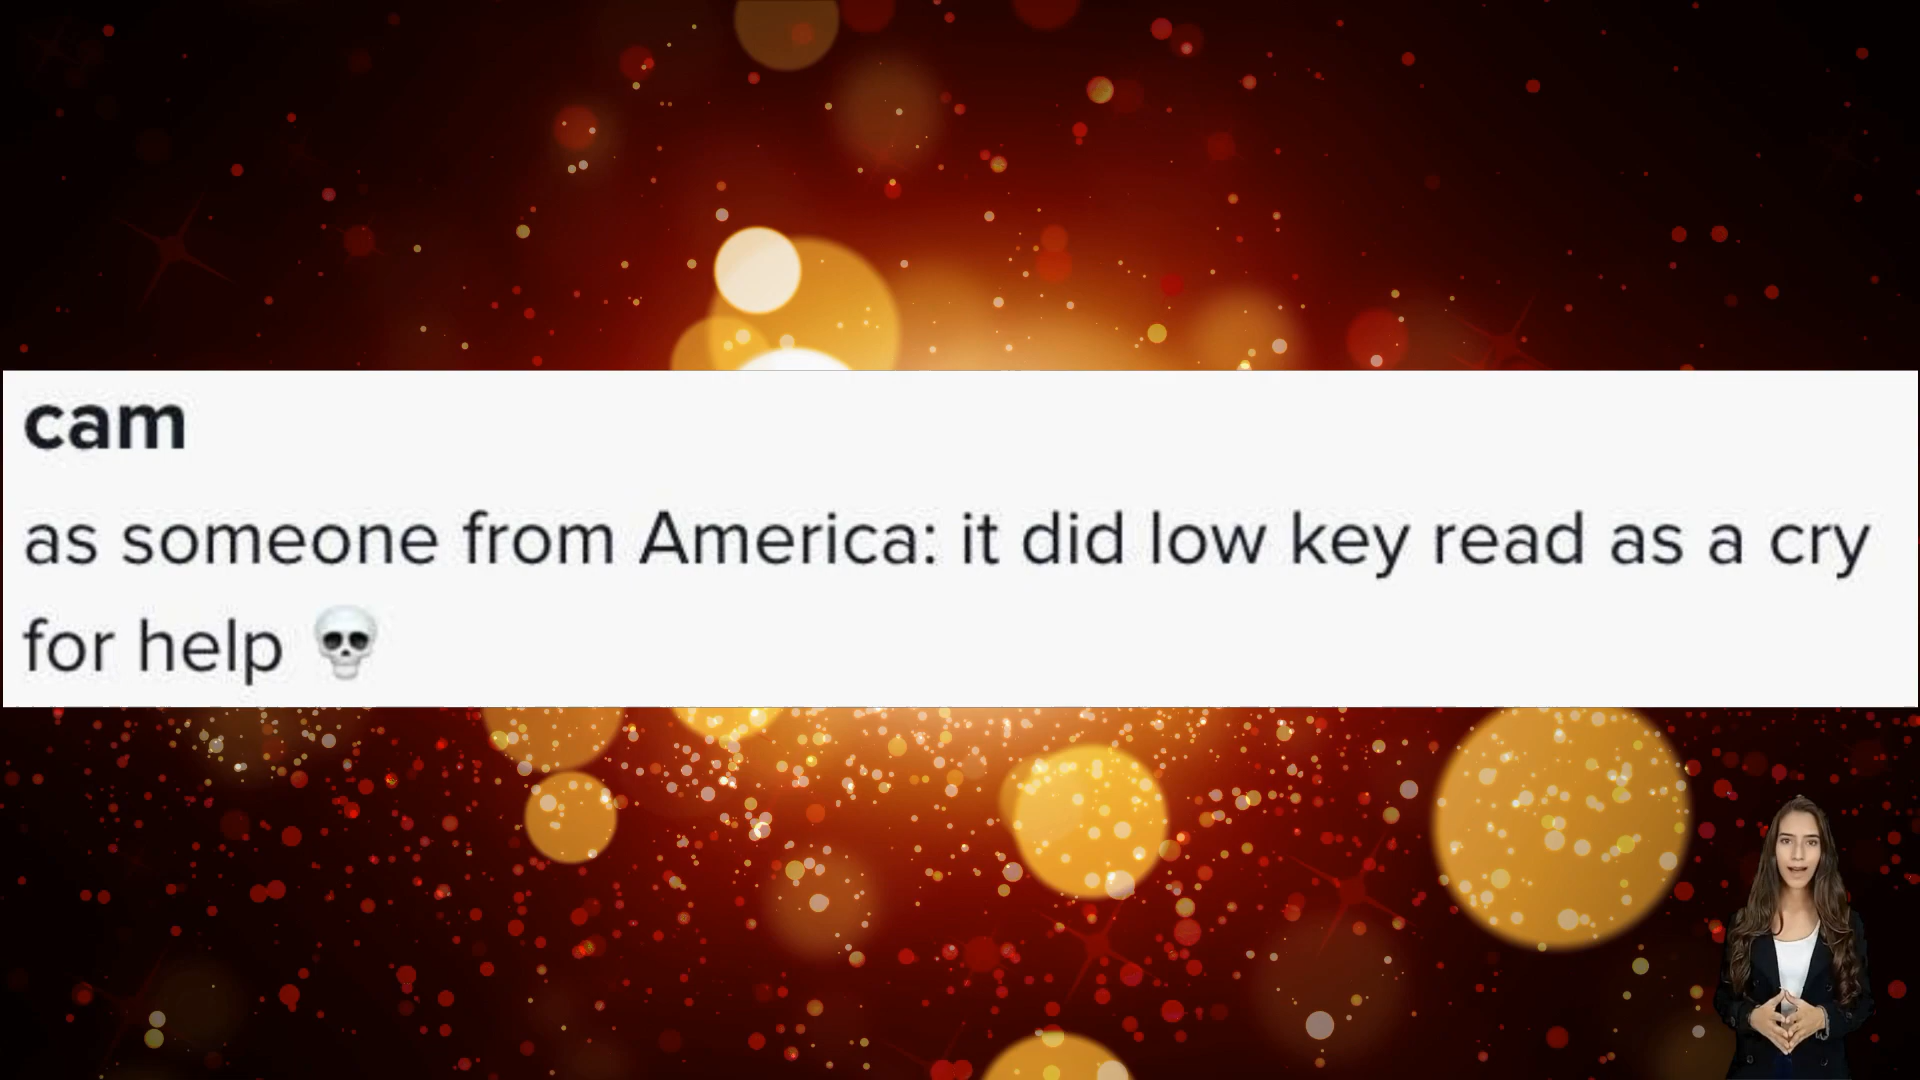 cam
as someone from America: it did low key read as a cry
for help 💀